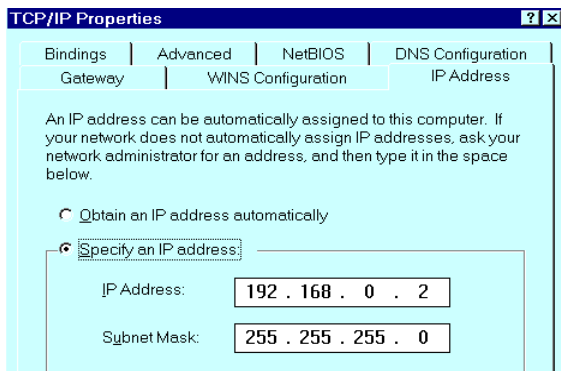 TCP/IP Properties
Bindings Advanced NetBIOS DNS Configuration
Gateway WINS Configuration IP Address
An IP address can be automatically assigned to this computer. If
your network does not automatically assign IP addresses, ask your
network administrator for an address, and then type it in the space
below.
Obtain an IP address automatically
Specify an IP address:
IP Address: 192 . 168 . 0 . 2
Subnet Mask: 255 . 255 . 255 . 0